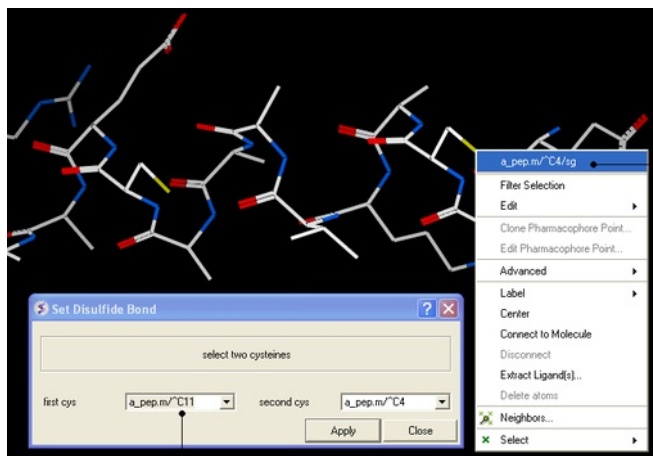 a_pep.m/^C4/sg
Filter Selection
Edit
Clone Pharmacophore Point...
Edit Pharmacophore Point...
Advanced
Label
Center
Connect to Molecule
Disconnect
Extract Ligand(s)...
Delete atoms
Neighbors...
Select
Set Disulfide Bond
select two cysteines
first cys a_pep.m/^C11 second cys a_pep.m/^C4
Apply Close